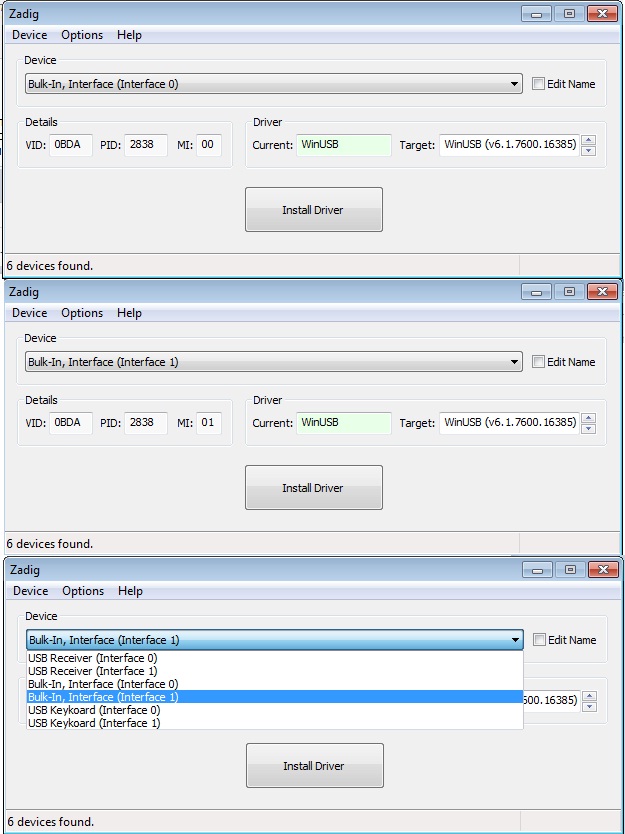 Zadig
Device Options Help
Device
Bulk-In, Interface (Interface 0) Edit Name
Details Driver
VID: 0BDA PID: 2838 MI: 00 Current: WinUSB Target: WinUSB (v6.1.7600.16385)
Install Driver
6 devices found.
Zadig
Device Options Help
Device
Bulk-In, Interface (Interface 1) Edit Name
Details Driver
VID: 0BDA PID: 2838 MI: 01 Current: WinUSB Target: WinUSB (v6.1.7600.16385)
Install Driver
6 devices found.
Zadig
Device Options Help
Device
Bulk-In, Interface (Interface 1) Edit Name
USB Receiver (Interface 0)
USB Receiver (Interface 1)
Bulk-In, Interface (Interface 0)
Bulk-In, Interface (Interface 1)
500.16385)
USB Keykoard (Interface 0)
USB Keykoard (Interface 1)
Install Driver
6 devices found.